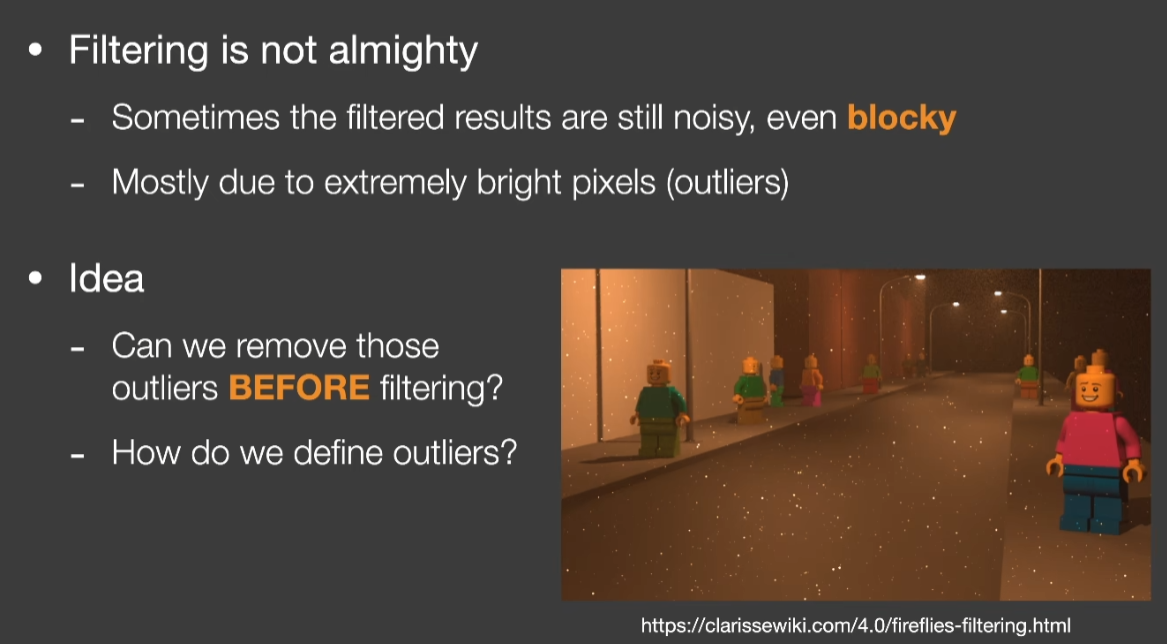 • Filtering is not almighty
- Sometimes the filtered results are still noisy, even blocky
- Mostly due to extremely bright pixels (outliers)
• Idea
- Can we remove those
outliers BEFORE filtering?
- How do we define outliers?
https://clarissewiki.com/4.0/fireflies-filtering.html